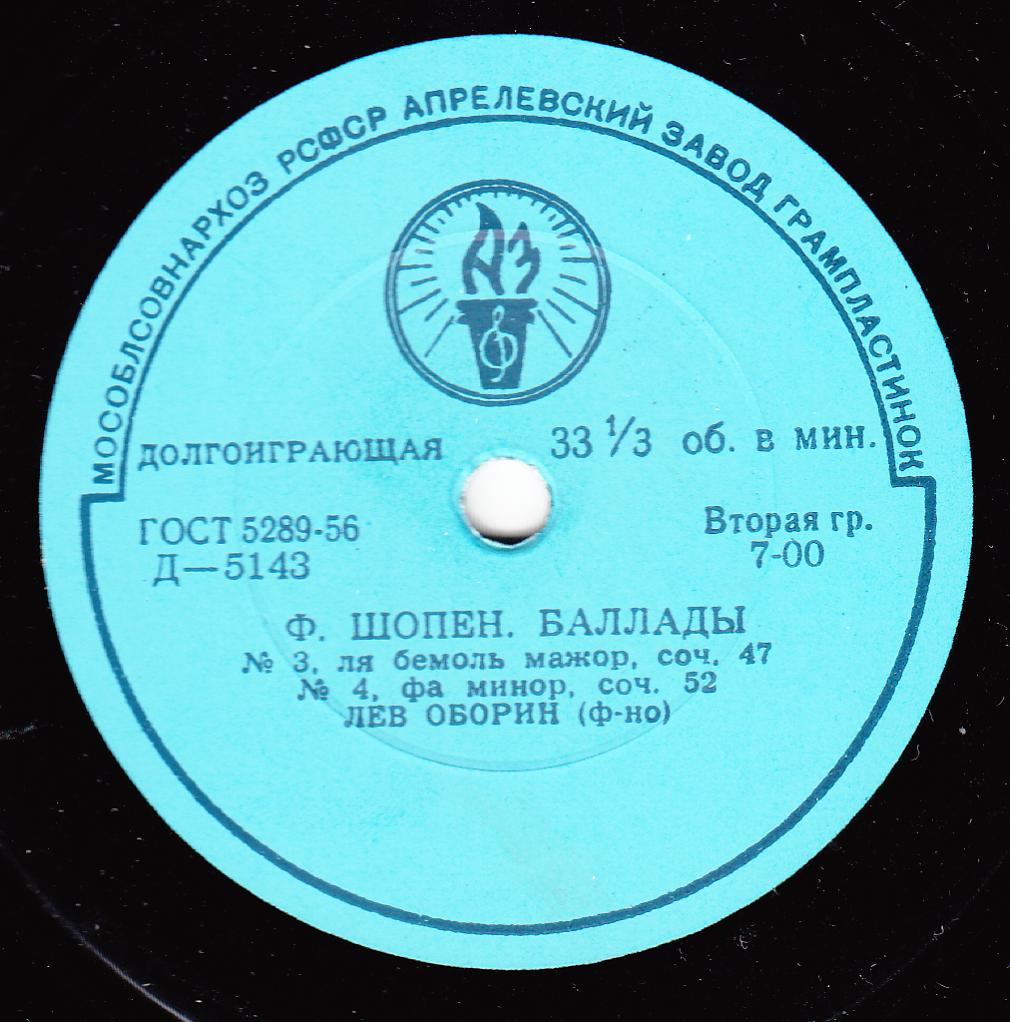 МОСОБЛСОВНАРХОЗ РСФСР АПРЕЛЕВСКИЙ ЗАВОД ГРАМПЛАСТИНОК
АЗ
ДОЛГОИГРАЮЩАЯ 33 1/3 об. в мин.
ГОСТ 5289-56 Вторая гр.
Д—5143 7-00
Ф. ШОПЕН. БАЛЛАДЫ
№ 3, ля бемоль мажор, соч. 47
№ 4, фа минор, соч. 52
ЛЕВ ОБОРИН (ф-но)